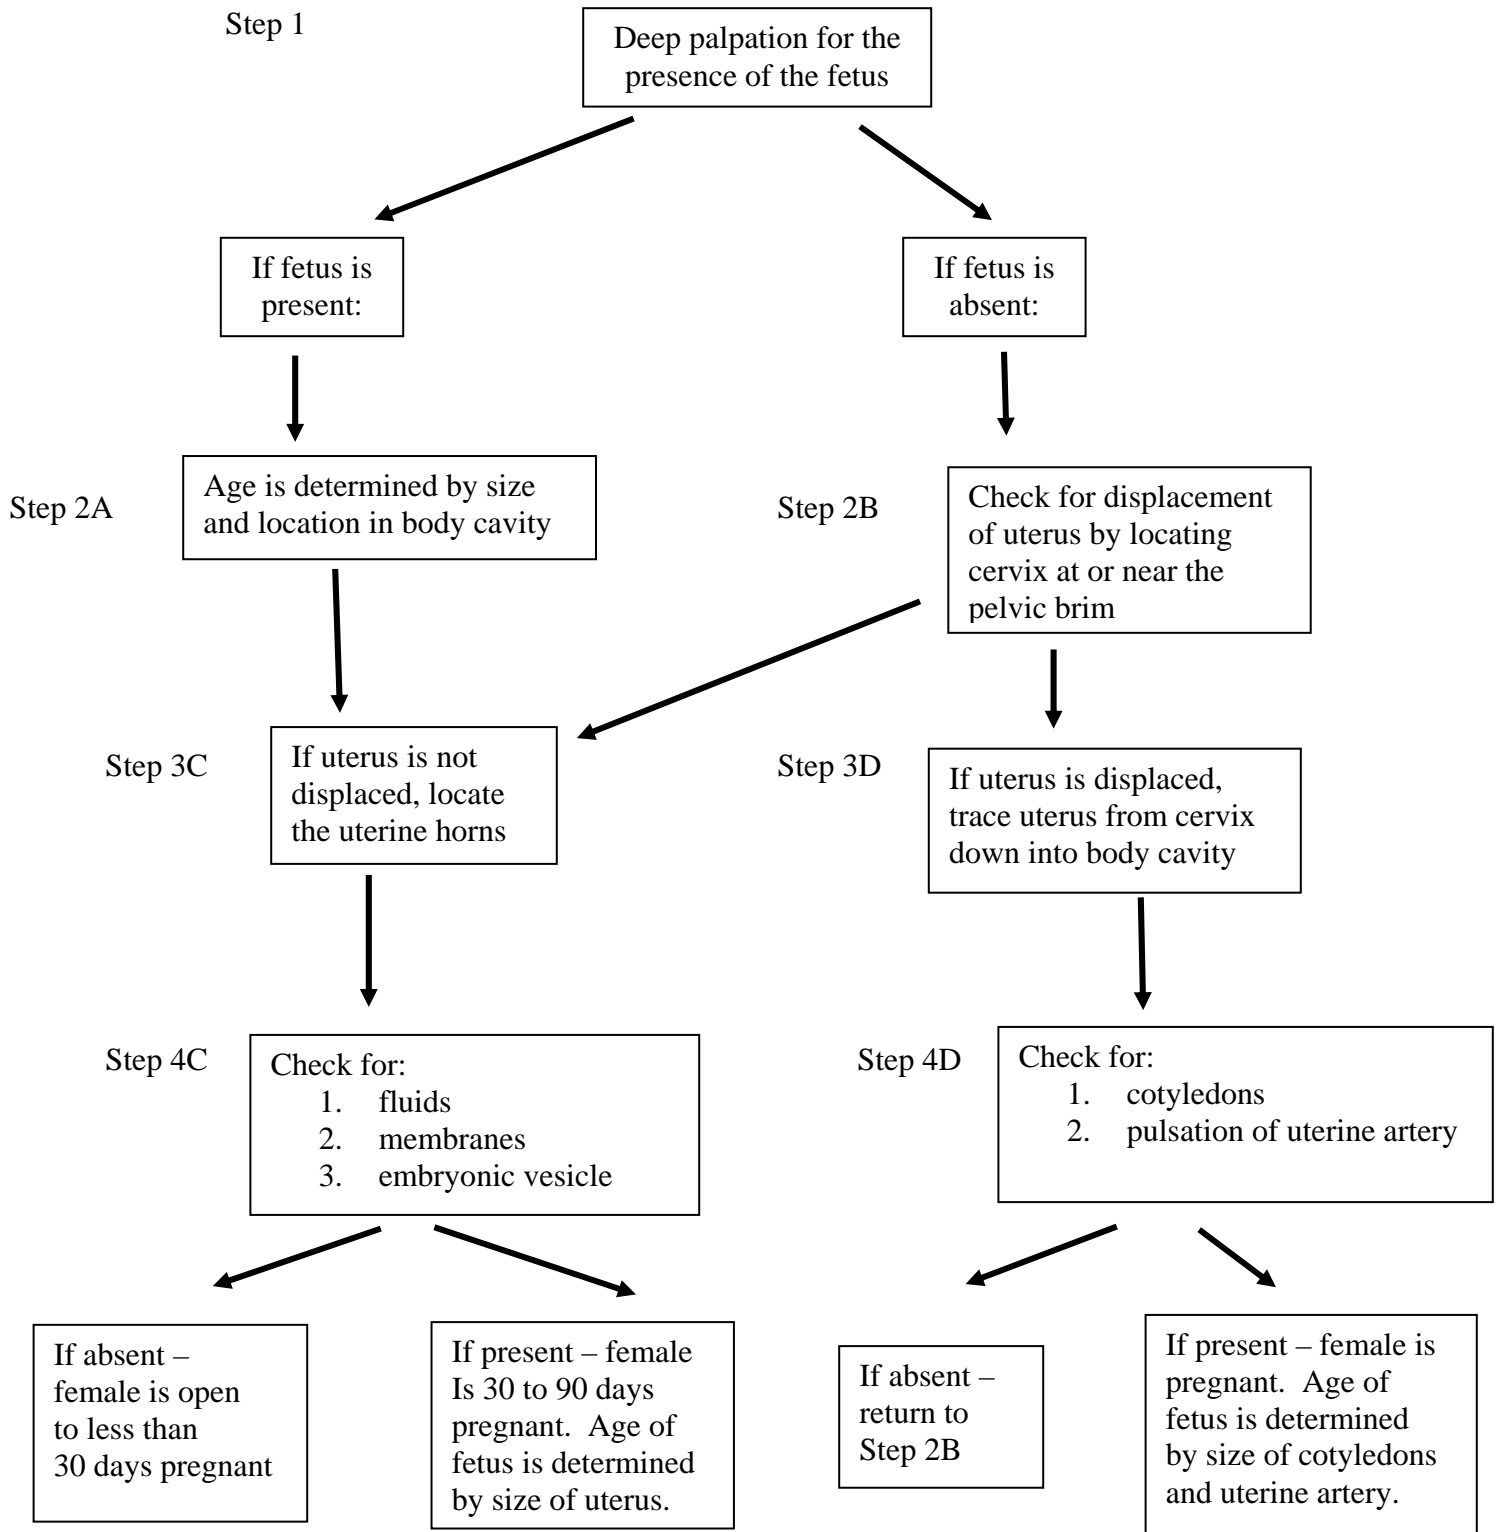 Step 1
Deep palpation for the
presence of the fetus
If fetus is
present:
If fetus is
absent:
Step 2A
Age is determined by size
and location in body cavity
Step 2B
Check for displacement
of uterus by locating
cervix at or near the
pelvic brim
Step 3C
If uterus is not
displaced, locate
the uterine horns
Step 3D
If uterus is displaced,
trace uterus from cervix
down into body cavity
Step 4C
Check for:
1. fluids
2. membranes
3. embryonic vesicle
Step 4D
Check for:
1. cotyledons
2. pulsation of uterine artery
If absent –
female is open
to less than
30 days pregnant
If present – female
Is 30 to 90 days
pregnant. Age of
fetus is determined
by size of uterus.
If absent –
return to
Step 2B
If present – female is
pregnant. Age of
fetus is determined
by size of cotyledons
and uterine artery.